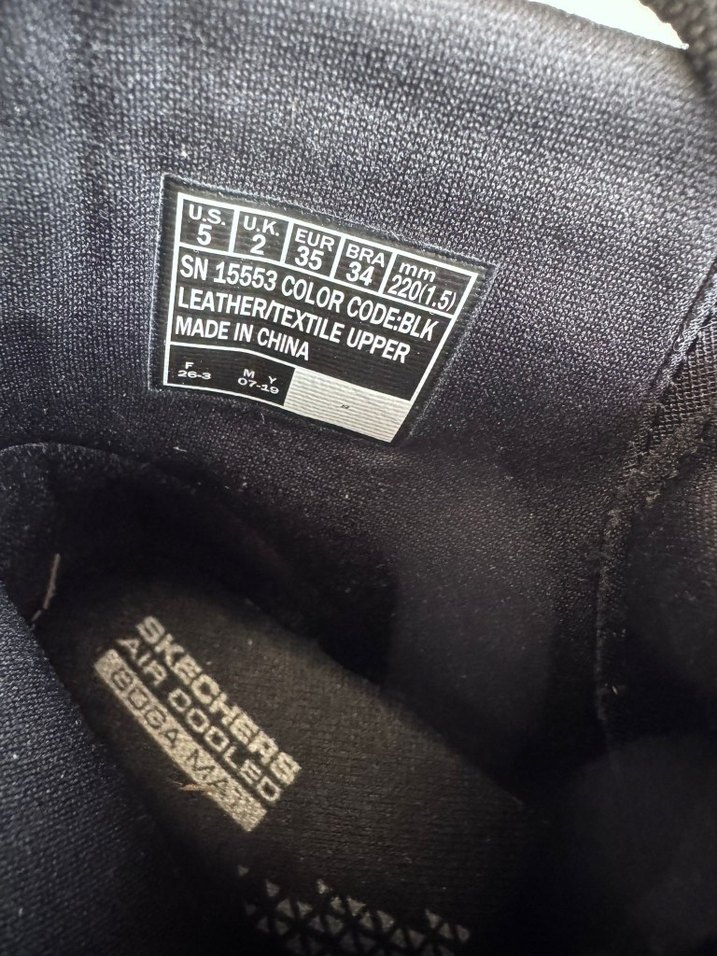 U.S. U.K. EUR BRA mm
5 2 35 34 220(1.5)
SN 15553 COLOR CODE:BLK
LEATHER/TEXTILE UPPER
MADE IN CHINA
F M Y
26-3 07-19
SKECHERS
AIR COOLED
GOGA MAT